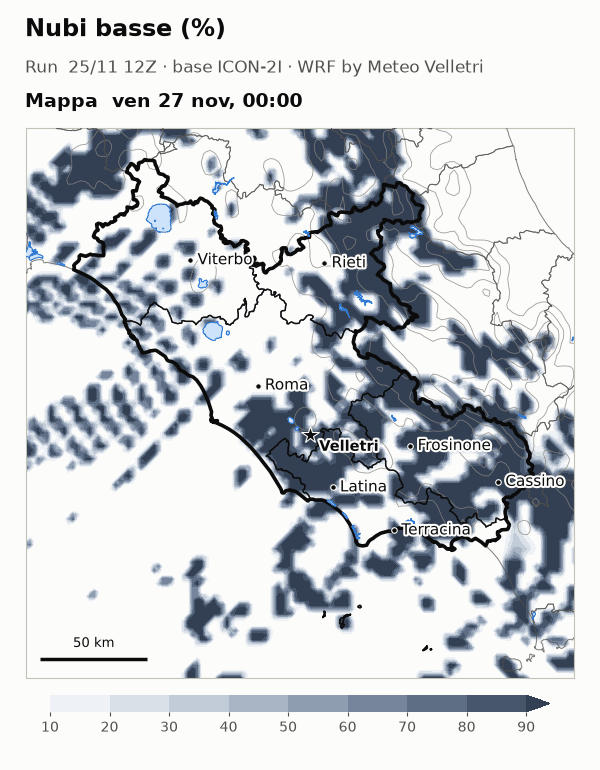 Nubi basse (%)
Run  25/11 12Z · base ICON-2I · WRF by Meteo Velletri
Mappa  ven 27 nov, 00:00
Viterbo
Rieti
Roma
Velletri
Frosinone
Cassino
Latina
Terracina
50 km
10 20 30 40 50 60 70 80 90